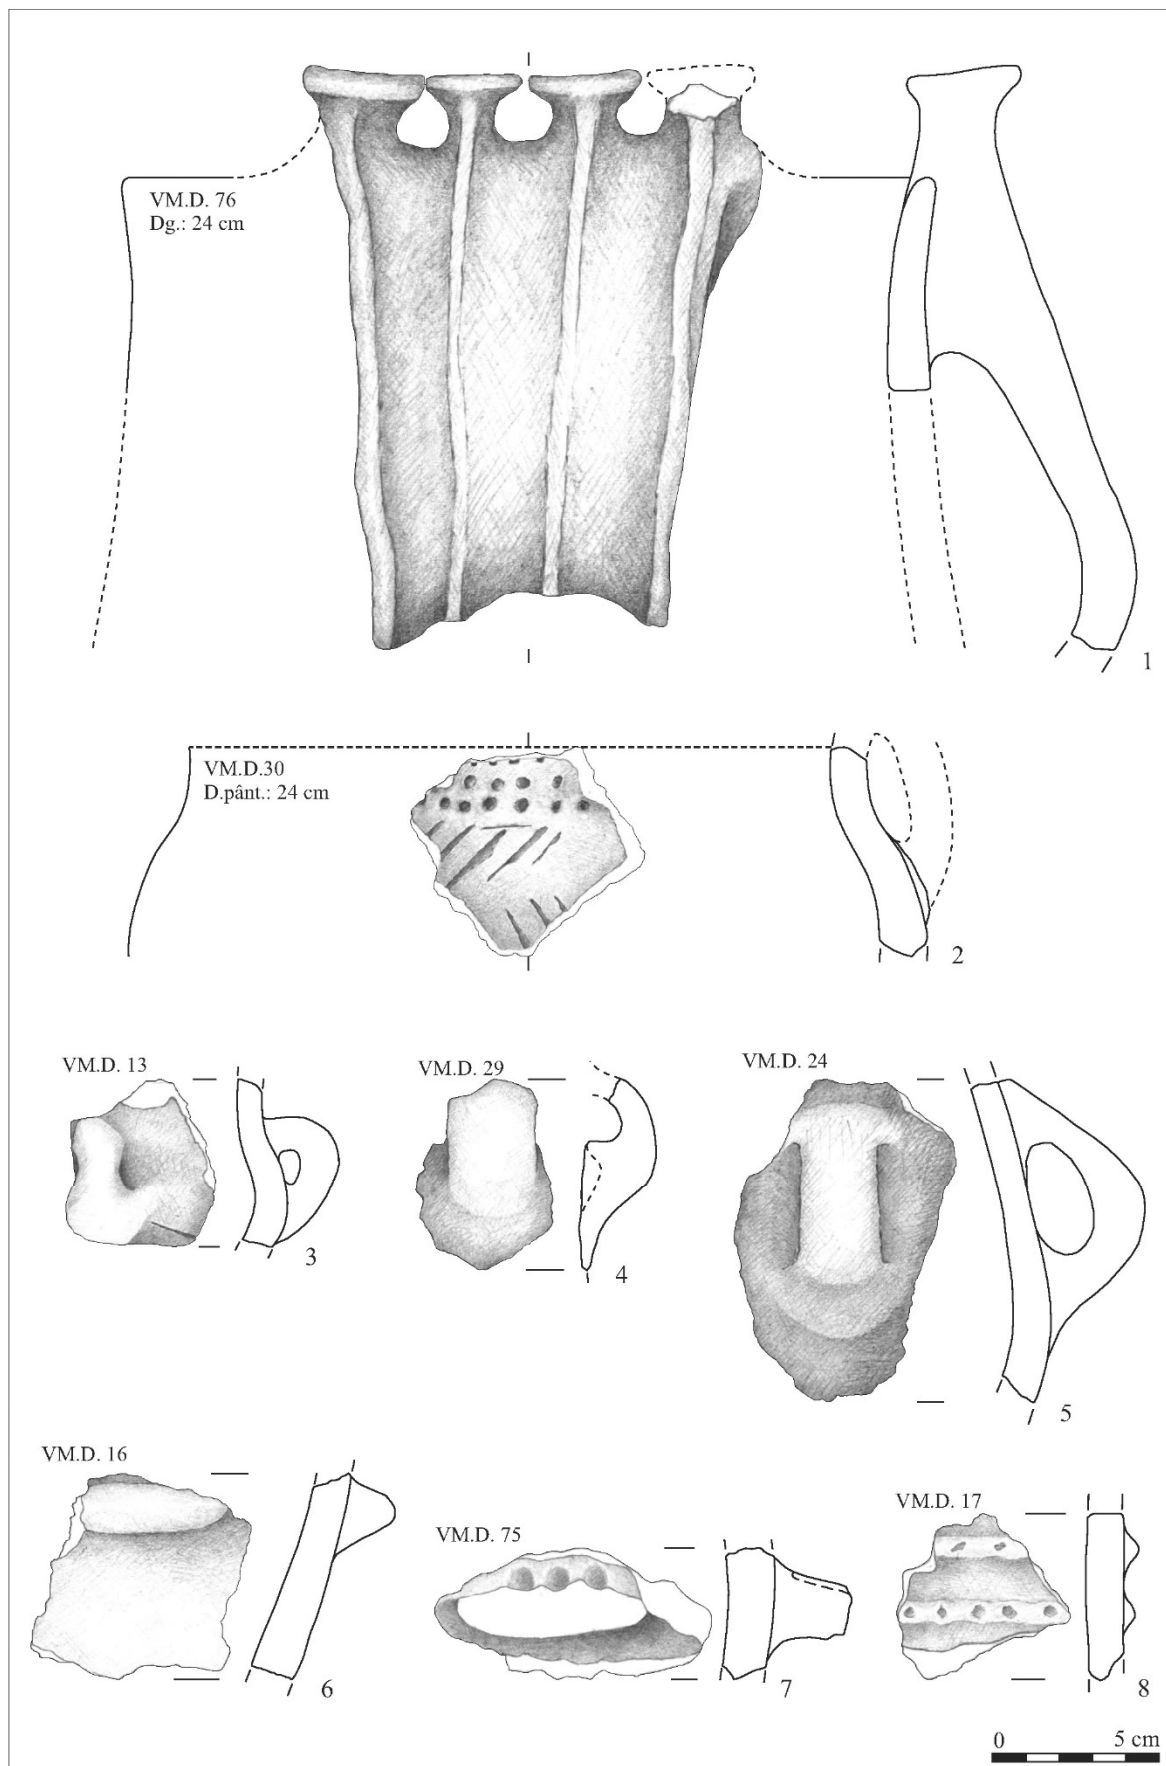 VM.D. 76
Dg.: 24 cm
1
VM.D.30
D.pânt.: 24 cm
2
VM.D. 13
3
VM.D. 29
4
VM.D. 24
5
VM.D. 16
6
VM.D. 75
7
VM.D. 17
8
0 5 cm